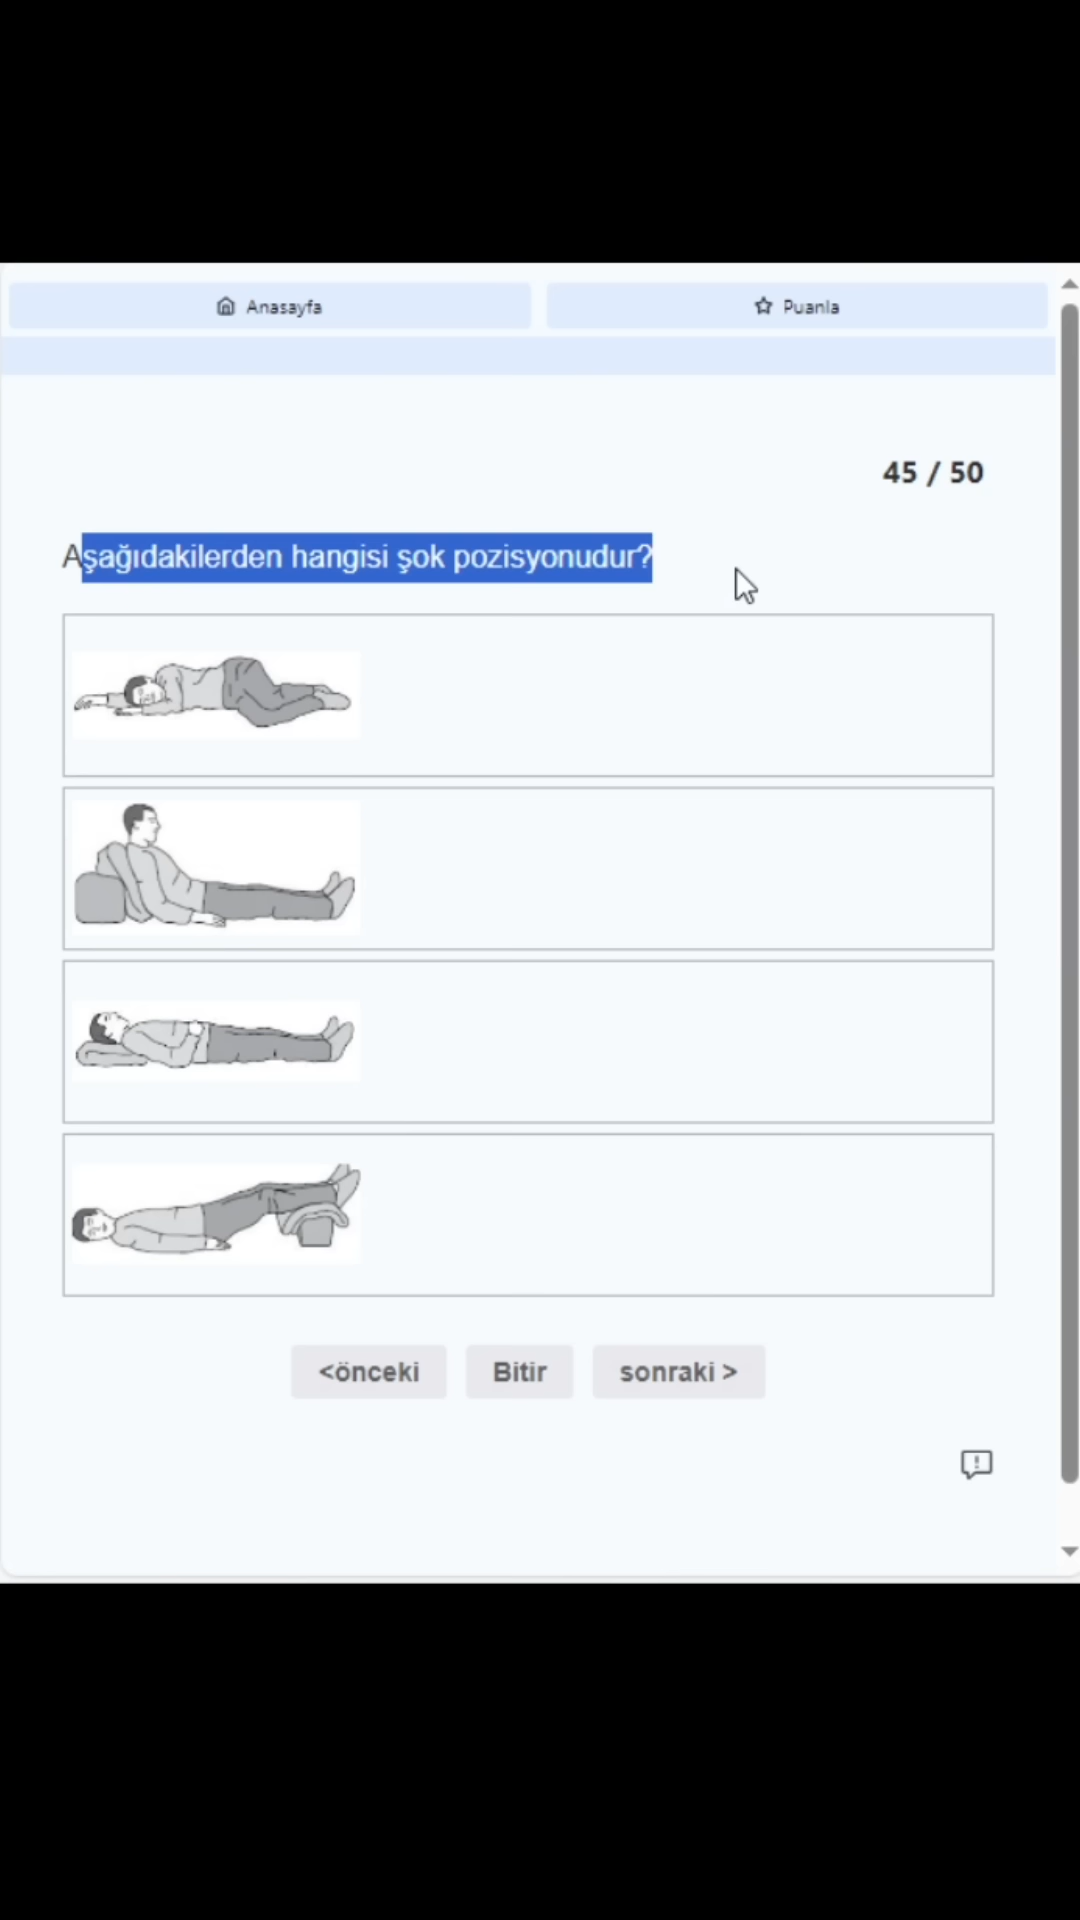 Anasayfa
Puanla
45 / 50
Aşağıdakilerden hangisi şok pozisyonudur?
<önceki
Bitir
sonraki >